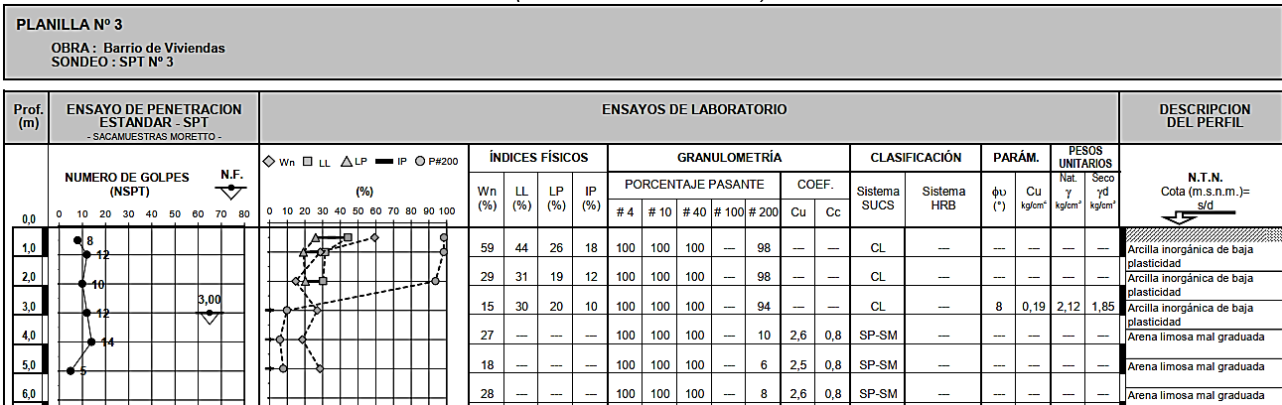 PLANILLA Nº 3
OBRA : Barrio de Viviendas
SONDEO : SPT Nº 3
Prof. (m)
ENSAYO DE PENETRACION ESTANDAR - SPT
- SACAMUESTRAS MORETTO -
ENSAYOS DE LABORATORIO
DESCRIPCION DEL PERFIL
NUMERO DE GOLPES (NSPT)
N.F.
0 10 20 30 40 50 60 70 80
Wn LL LP IP P#200
(%)
0 10 20 30 40 50 60 70 80 90 100
ÍNDICES FÍSICOS
Wn (%) LL (%) LP (%) IP (%)
GRANULOMETRÍA
PORCENTAJE PASANTE
# 4 # 10 # 40 # 100 # 200
COEF.
Cu Cc
CLASIFICACIÓN
Sistema SUCS
Sistema HRB
PARÁM.
ϕυ (°)
Cu kg/cm²
PESOS UNITARIOS
Nat. γ kg/cm³
Seco γd kg/cm³
N.T.N.
Cota (m.s.n.m.)=
s/d
0,0
1,0 8 59 44 26 18 100 100 100 --- 98 --- --- CL --- --- --- --- --- Arcilla inorgánica de baja plasticidad
12
2,0 10 29 31 19 12 100 100 100 --- 98 --- --- CL --- --- --- --- --- Arcilla inorgánica de baja plasticidad
3,0 12 3,00 15 30 20 10 100 100 100 --- 94 --- --- CL --- 8 0,19 2,12 1,85 Arcilla inorgánica de baja plasticidad
4,0 14 27 --- --- --- 100 100 100 --- 10 2,6 0,8 SP-SM --- --- --- --- --- Arena limosa mal graduada
5,0 5 18 --- --- --- 100 100 100 --- 6 2,5 0,8 SP-SM --- --- --- --- --- Arena limosa mal graduada
6,0 28 --- --- --- 100 100 100 --- 8 2,6 0,8 SP-SM --- --- --- --- --- Arena limosa mal graduada